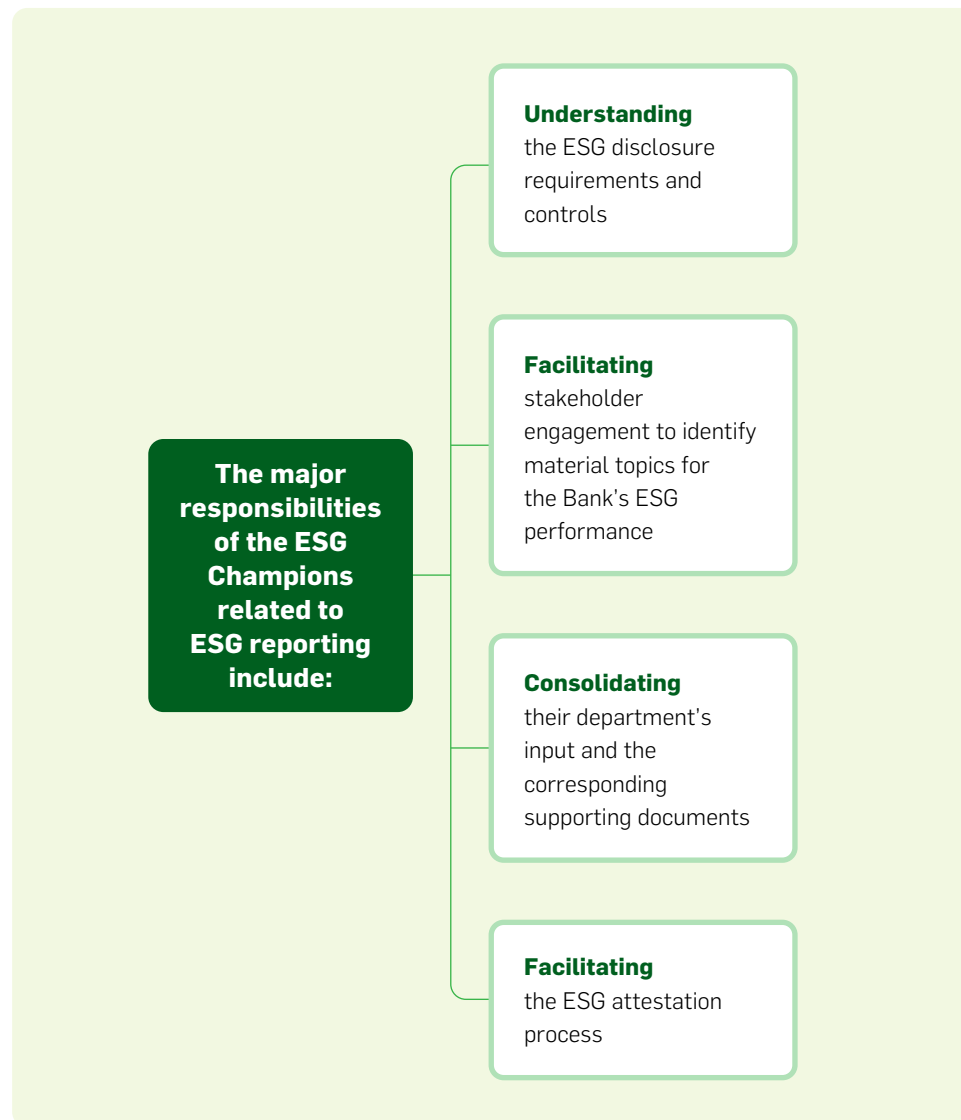 The major
responsibilities
of the ESG
Champions
related to
ESG reporting
include:
Understanding
the ESG disclosure
requirements and
controls
Facilitating
stakeholder
engagement to identify
material topics for
the Bank’s ESG
performance
Consolidating
their department’s
input and the
corresponding
supporting documents
Facilitating
the ESG attestation
process